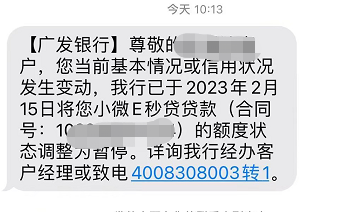 今天 10:13
【广发银行】尊敬的
户，您当前基本情况或信用状况
发生变动，我行已于2023年2月
15日将您小微E秒贷贷款（合同
号：10 4）的额度状
态调整为暂停。详询我行经办客
户经理或致电4008308003转1。